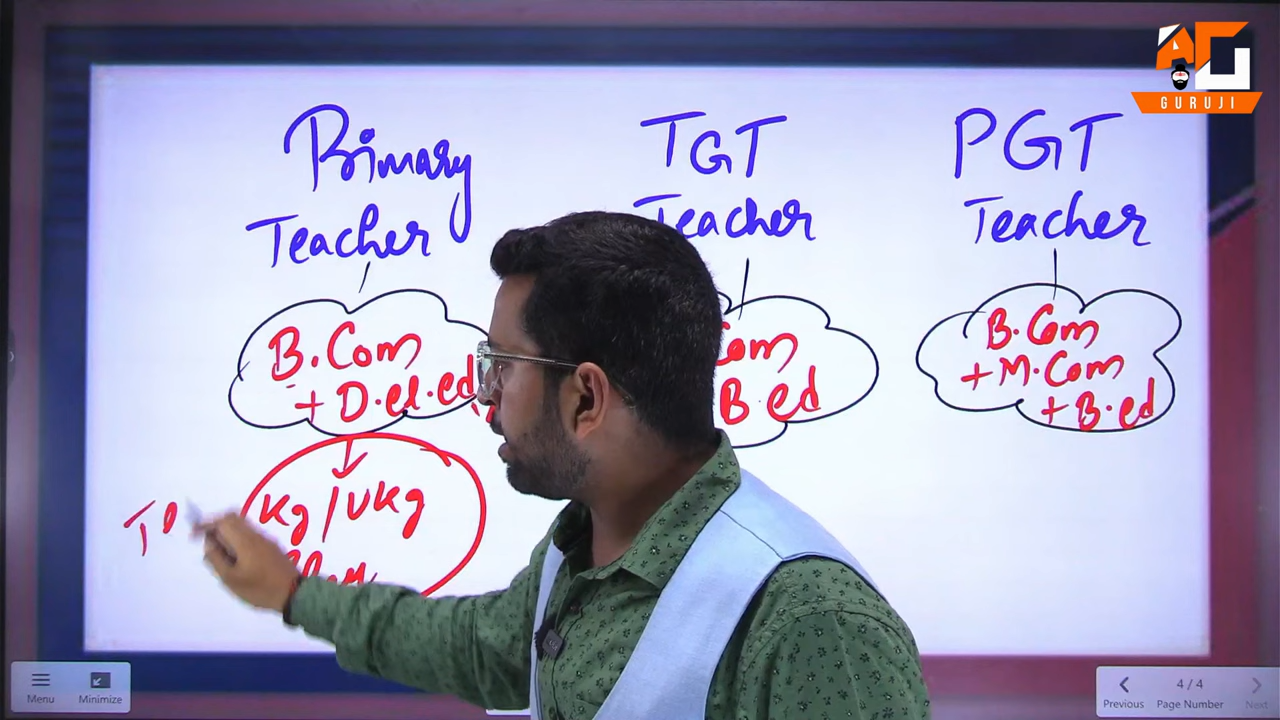 AG
GURUJI
Primary
Teacher
B.Com
+ D.el.ed
Kg/UKg
TGT
Teacher
B.ed
PGT
Teacher
B.Com
+ M.Com
+ B.ed
Menu
Minimize
Previous
4 / 4
Page Number
Next